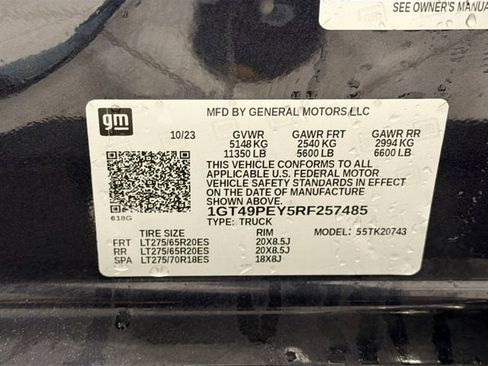 SEE OWNER'S MANUA
gm
MFD BY GENERAL MOTORS LLC
10/23 GVWR GAWR FRT GAWR RR
5148 KG 2540 KG 2994 KG
11350 LB 5600 LB 6600 LB
THIS VEHICLE CONFORMS TO ALL
APPLICABLE U.S. FEDERAL MOTOR
VEHICLE SAFETY STANDARDS IN EFFECT
ON THE DATE OF MANUFACTURE
SHOWN ABOVE.
1GT49PEY5RF257485
618G TYPE: TRUCK
TIRE SIZE RIM MODEL: 55TK20743
FRT LT275/65R20ES 20X8.5J
RR LT275/65R20ES 20X8.5J
SPA LT275/70R18ES 18X8J